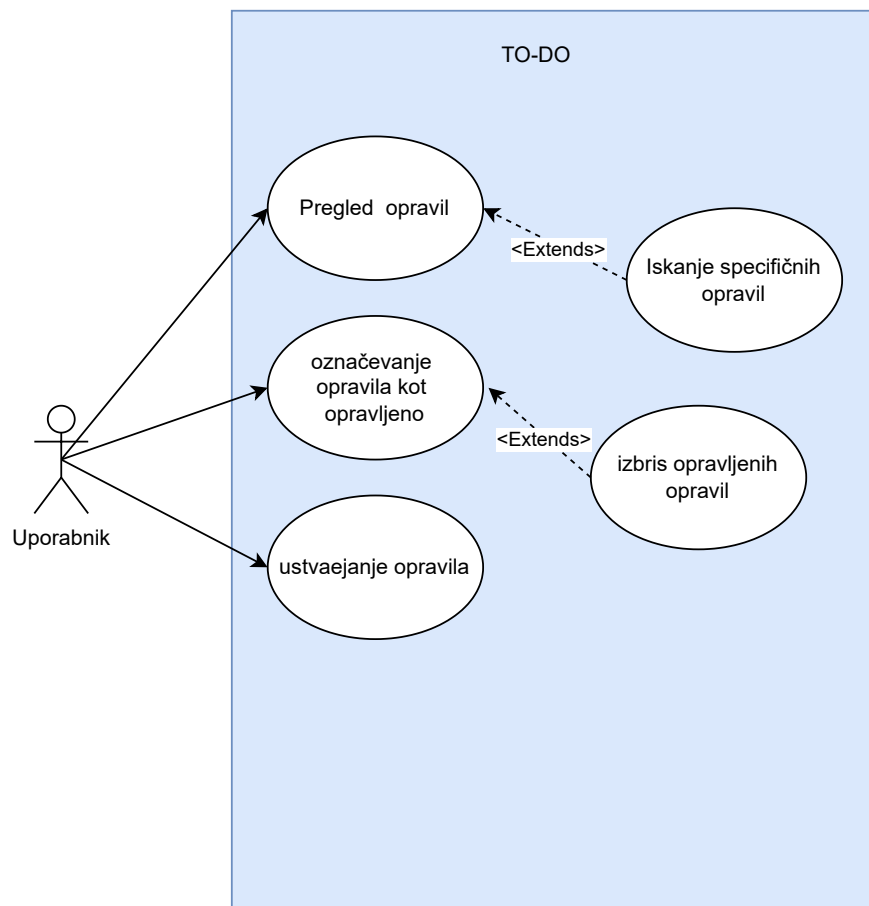 TO-DO
Pregled  opravil
<Extends>
Iskanje specifičnih
opravil
označevanje
opravila kot
opravljeno
<Extends>
izbris opravljenih
opravil
Uporabnik
ustvaejanje opravila